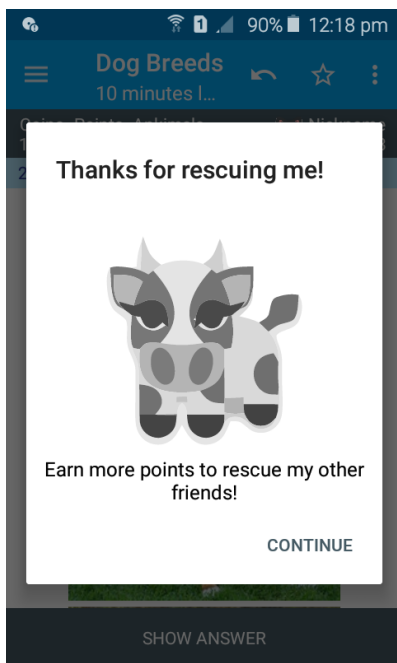 1 90% 12:18 pm
Dog Breeds
10 minutes l...
Thanks for rescuing me!
Earn more points to rescue my other
friends!
CONTINUE
SHOW ANSWER